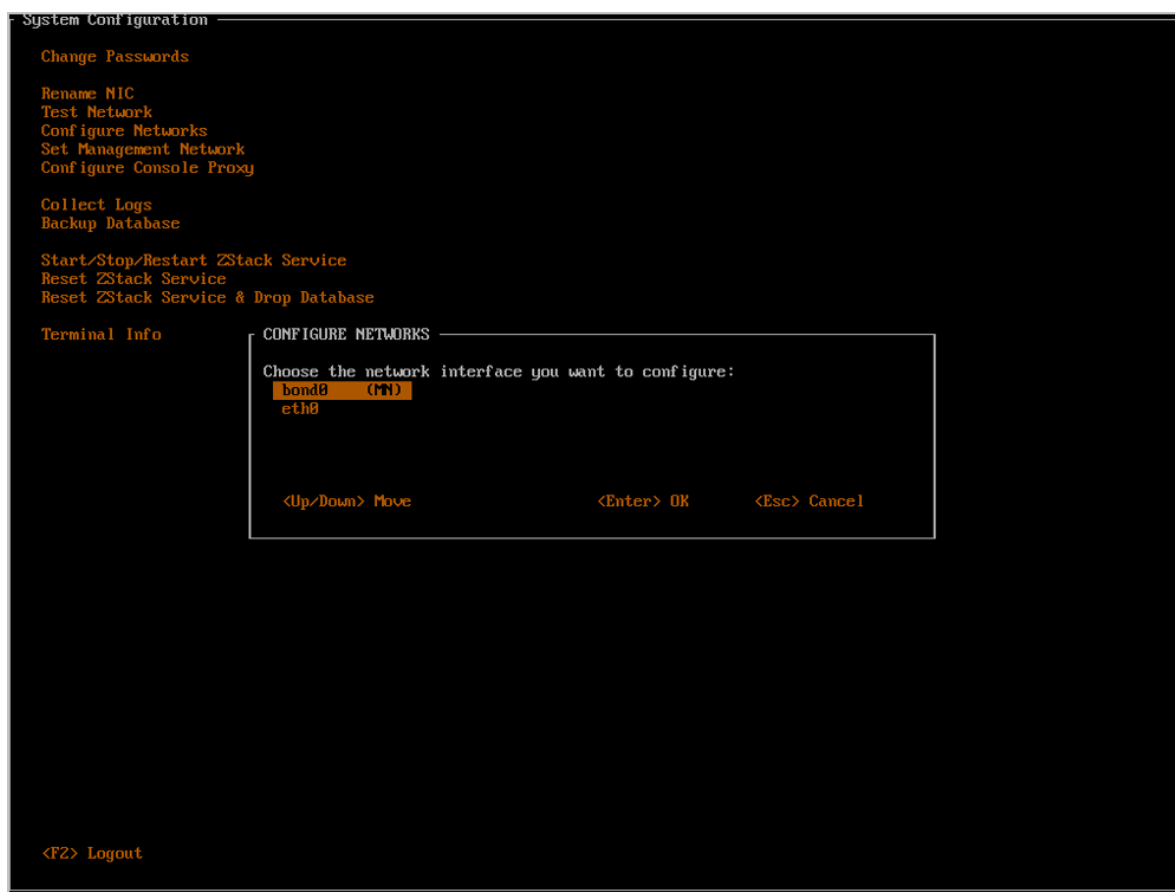 System Configuration
Change Passwords
Rename NIC
Test Network
Configure Networks
Set Management Network
Configure Console Proxy
Collect Logs
Backup Database
Start/Stop/Restart ZStack Service
Reset ZStack Service
Reset ZStack Service & Drop Database
Terminal Info
CONFIGURE NETWORKS
Choose the network interface you want to configure:
bond0 (MN)
eth0
<Up/Down> Move <Enter> OK <Esc> Cancel
<F2> Logout